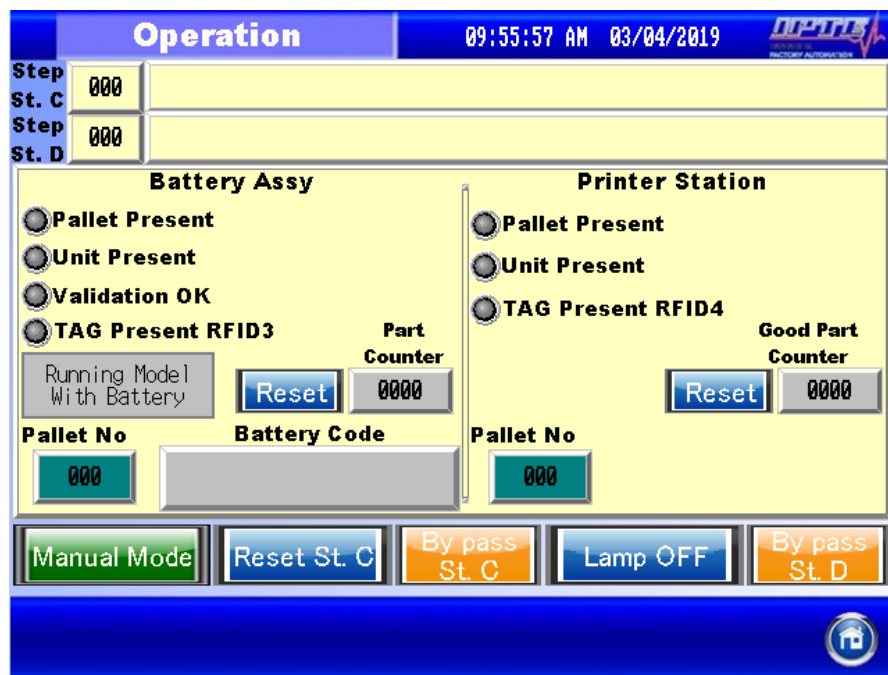 Operation
09:55:57 AM 03/04/2019
FACTORY AUTOMATION
Step
St. C
000
Step
St. D
000
Battery Assy
Pallet Present
Unit Present
Validation OK
TAG Present RFID3
Part
Counter
Running Model
With Battery
Reset
0000
Pallet No
Battery Code
000
Printer Station
Pallet Present
Unit Present
TAG Present RFID4
Good Part
Counter
Reset
0000
Pallet No
000
Manual Mode
Reset St. C
By pass
St. C
Lamp OFF
By pass
St. D